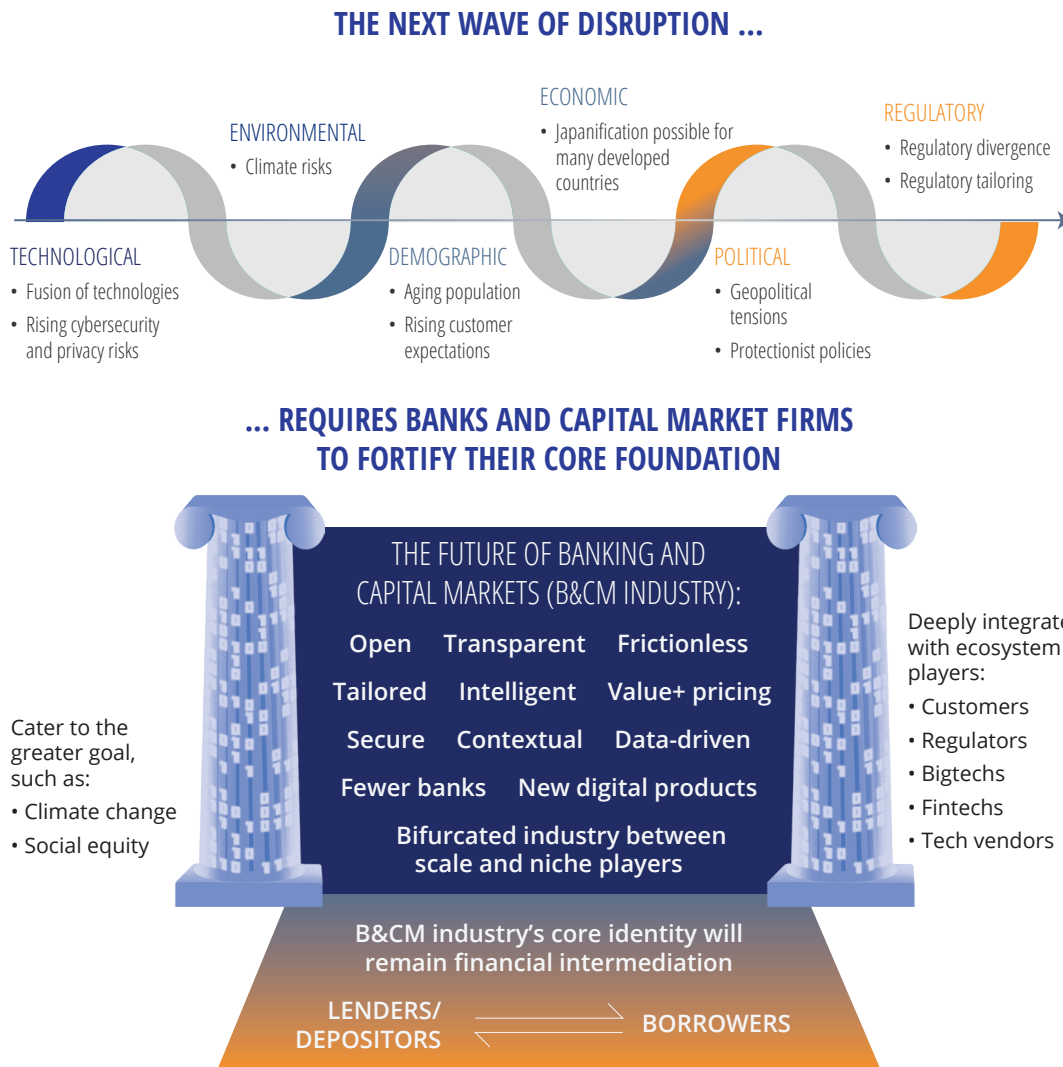 THE NEXT WAVE OF DISRUPTION ...
TECHNOLOGICAL
• Fusion of technologies
• Rising cybersecurity
and privacy risks
ENVIRONMENTAL
• Climate risks
DEMOGRAPHIC
• Aging population
• Rising customer
expectations
ECONOMIC
• Japanification possible for
many developed
countries
POLITICAL
• Geopolitical
tensions
• Protectionist policies
REGULATORY
• Regulatory divergence
• Regulatory tailoring
... REQUIRES BANKS AND CAPITAL MARKET FIRMS
TO FORTIFY THEIR CORE FOUNDATION
Cater to the
greater goal,
such as:
• Climate change
• Social equity
THE FUTURE OF BANKING AND
CAPITAL MARKETS (B&CM INDUSTRY):
Open Transparent Frictionless
Tailored Intelligent Value+ pricing
Secure Contextual Data-driven
Fewer banks New digital products
Bifurcated industry between
scale and niche players
Deeply integrate
with ecosystem
players:
• Customers
• Regulators
• Bigtechs
• Fintechs
• Tech vendors
B&CM industry’s core identity will
remain financial intermediation
LENDERS/
DEPOSITORS
BORROWERS